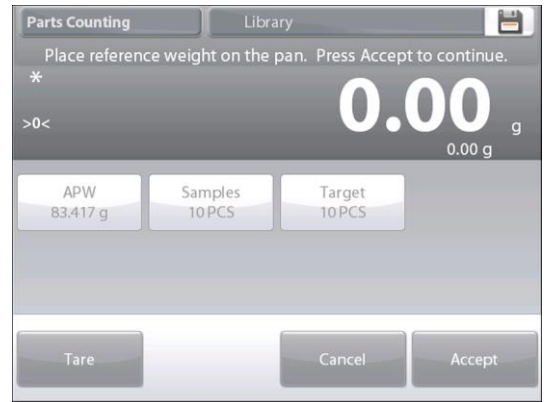 Parts Counting
Library
Place reference weight on the pan. Press Accept to continue.
*
>0<
0.00 g
0.00 g
APW
83.417 g
Samples
10 PCS
Target
10 PCS
Tare
Cancel
Accept